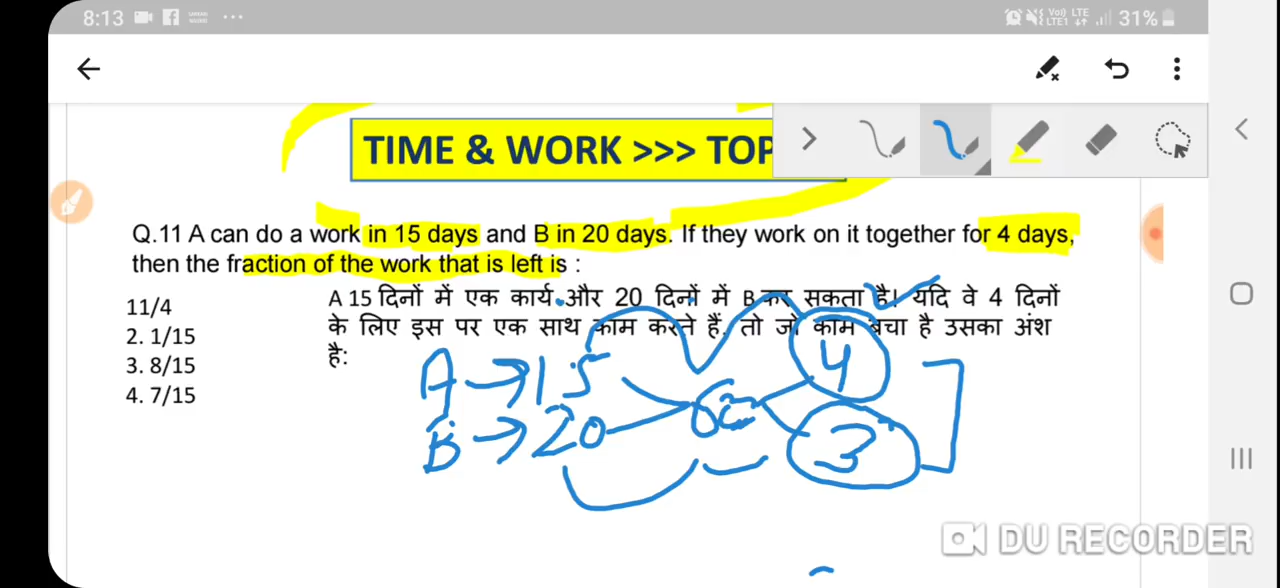 8:13 31%
Vo)) LTE
LTE1
TIME & WORK >>> TOP
Q.11 A can do a work in 15 days and B in 20 days. If they work on it together for 4 days,
then the fraction of the work that is left is :
A 15 दिनों में एक कार्य और 20 दिनों में B कर सकता है। यदि वे 4 दिनों
के लिए इस पर एक साथ काम करते हैं, तो जो काम बचा है उसका अंश
है:
11/4
2. 1/15
3. 8/15
4. 7/15
A → 15 60 4
B → 20 3
DU RECORDER